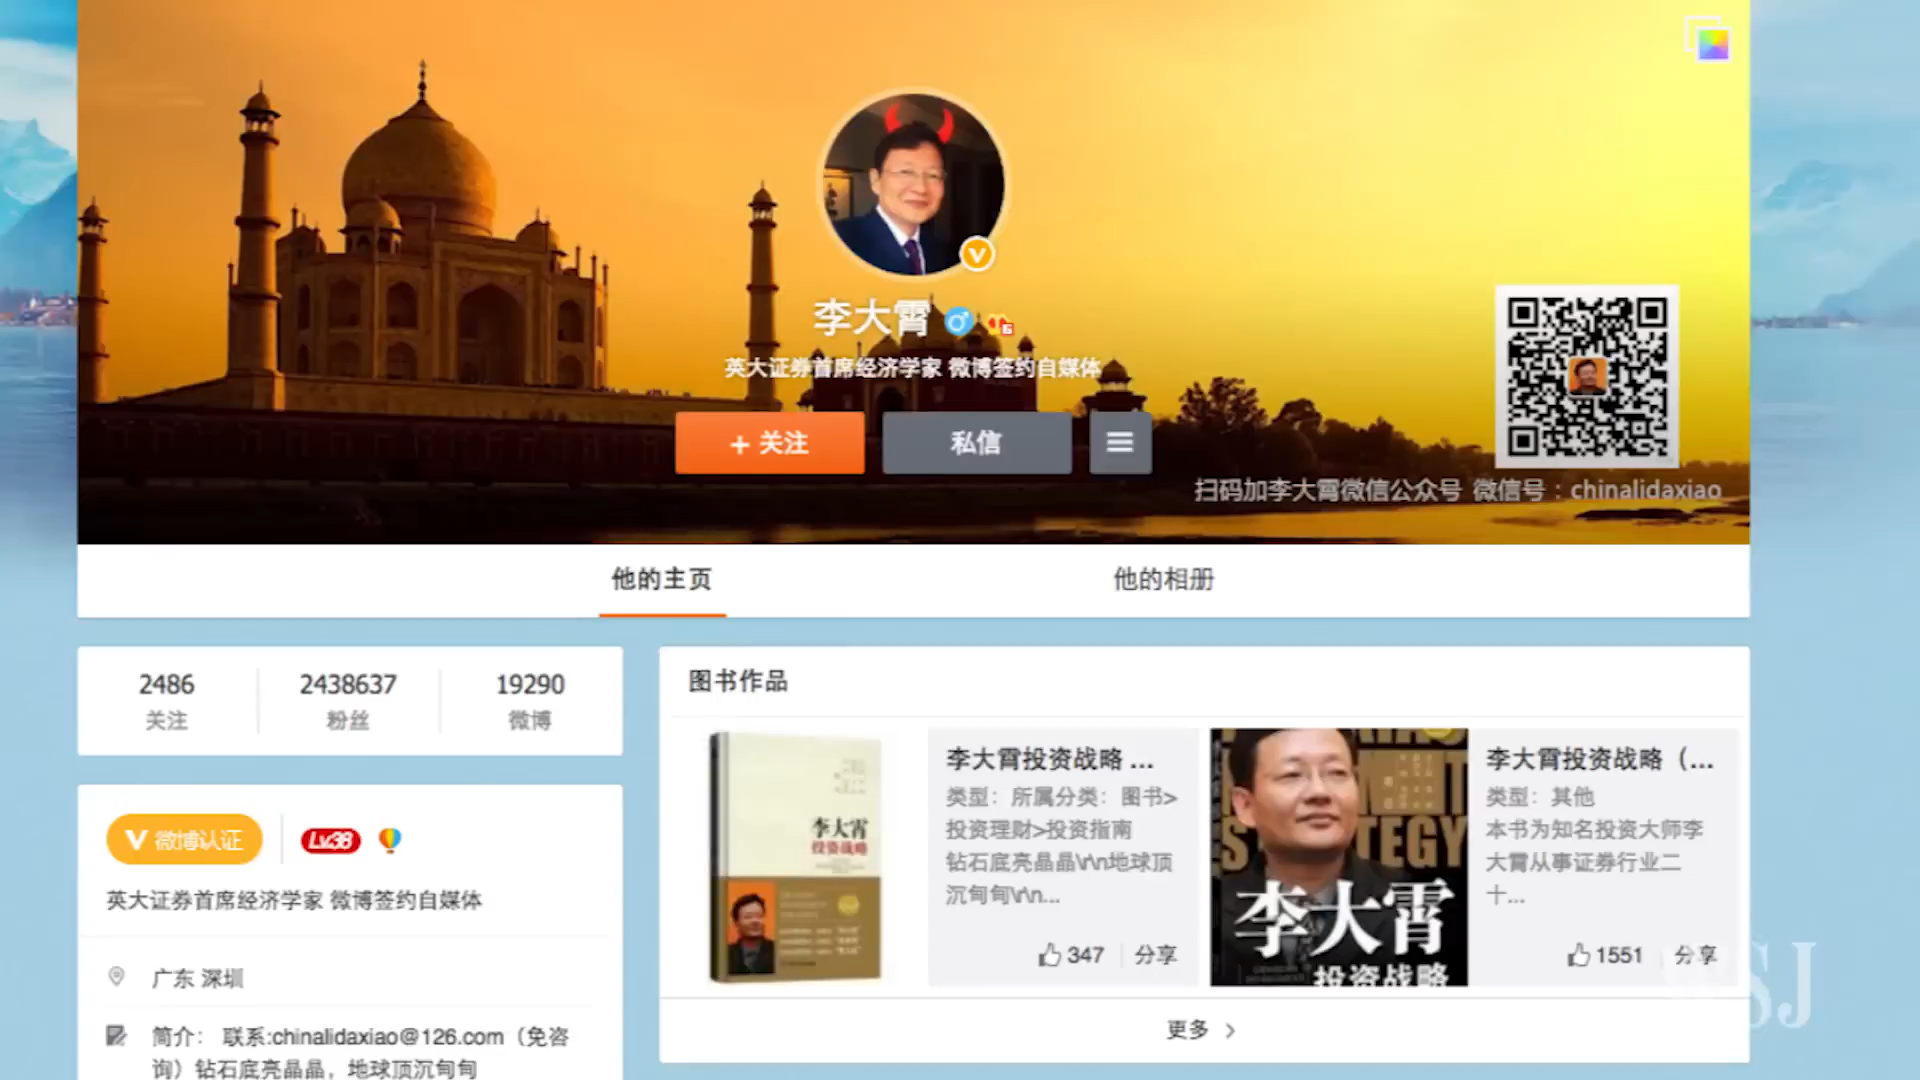 李大霄
英大证券首席经济学家 微博签约自媒体
+ 关注
私信
扫码加李大霄微信公众号 微信号：chinalidaxiao
他的主页
他的相册
2486
关注
2438637
粉丝
19290
微博
V 微博认证
Lv.38
英大证券首席经济学家 微博签约自媒体
广东 深圳
简介： 联系:chinalidaxiao@126.com（免咨
询）钻石底亮晶晶，地球顶沉甸甸
图书作品
李大霄
投资战略
李大霄投资战略 ...
类型：所属分类：图书>
投资理财>投资指南
钻石底亮晶晶\r\n地球顶
沉甸甸\r\n...
347
分享
李大霄
投资战略
李大霄投资战略（...
类型：其他
本书为知名投资大师李
大霄从事证券行业二
十...
1551
分享
更多 >
WSJ